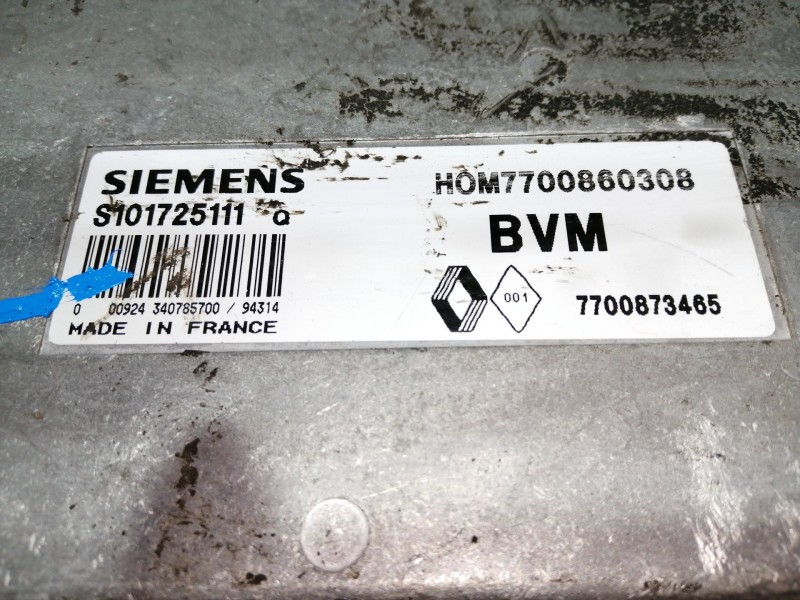 SIEMENS
S101725111 Q
0 00924 340785700 / 94314
MADE IN FRANCE
HOM7700860308
BVM
001
7700873465